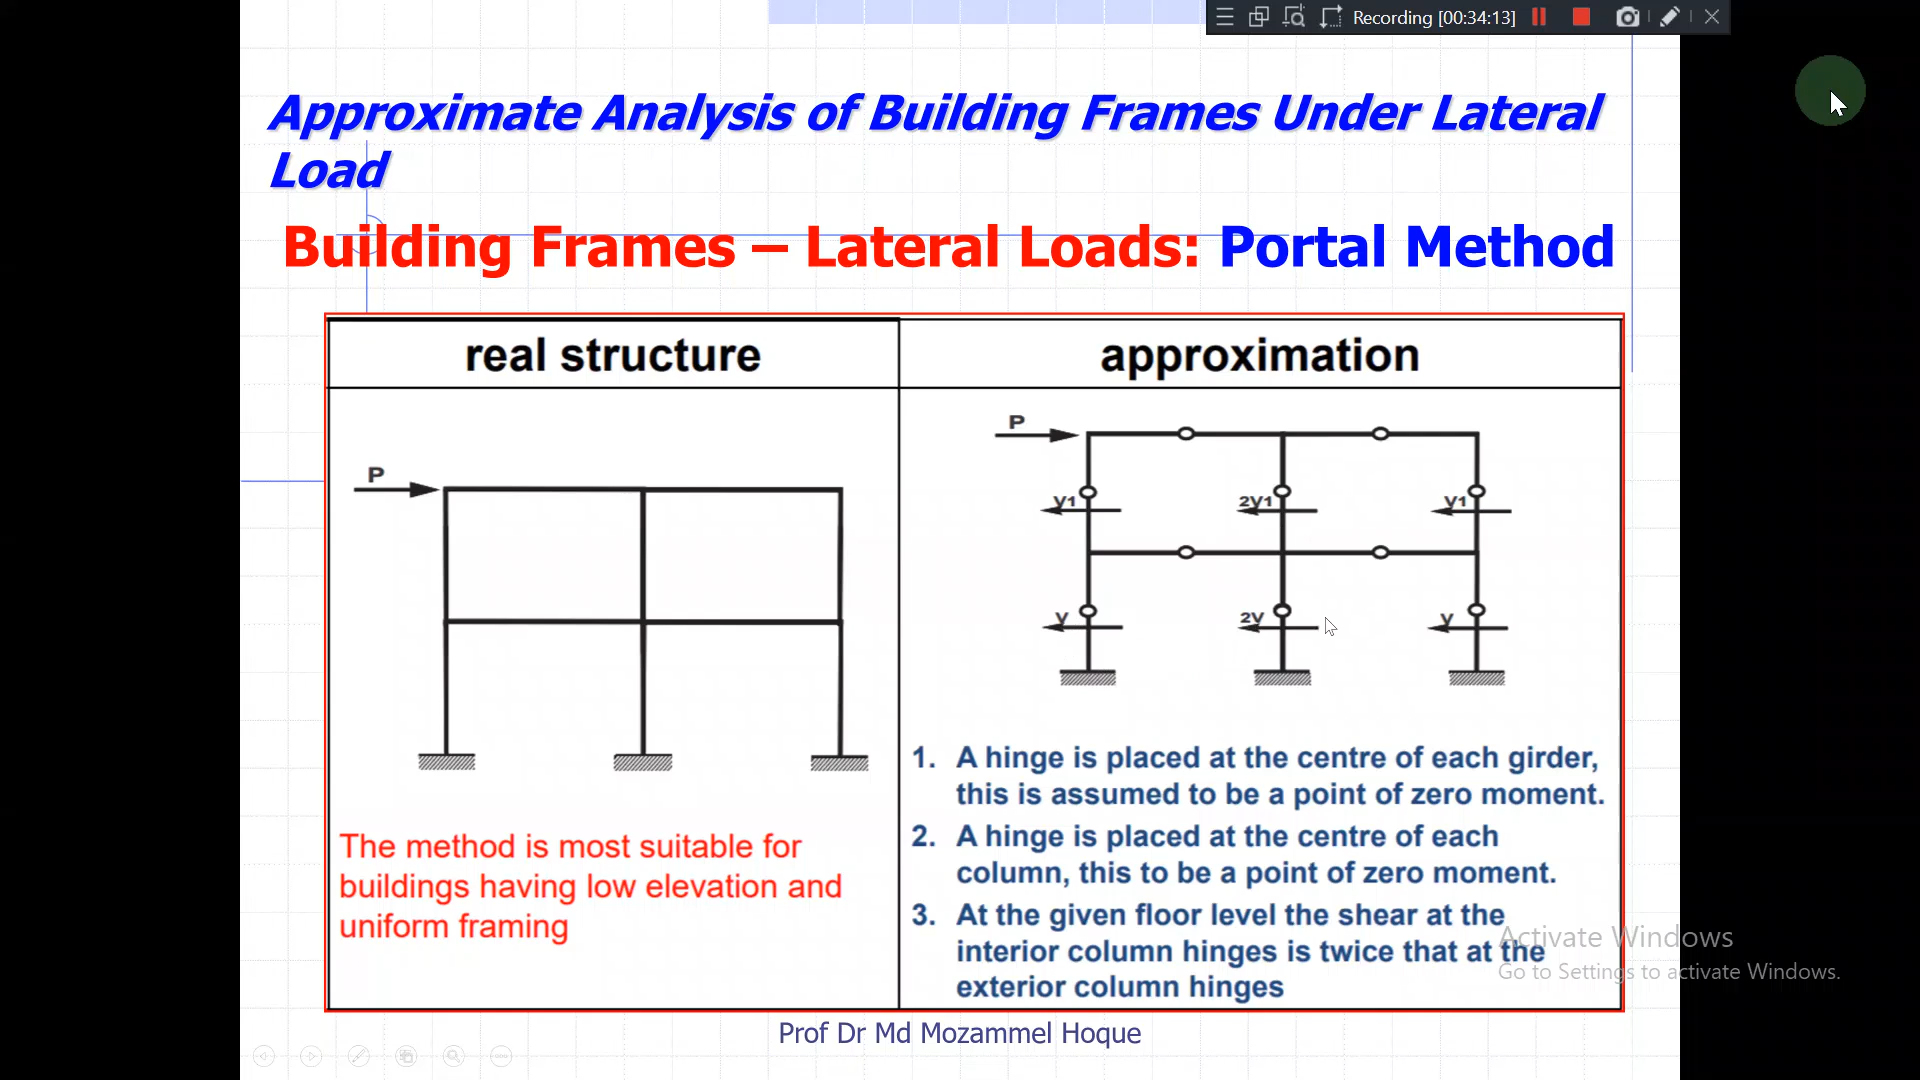 Recording [00:34:13]
Approximate Analysis of Building Frames Under Lateral
Load
Building Frames – Lateral Loads: Portal Method
real structure
approximation
P
P
V1
2V1
V1
V
2V
V
The method is most suitable for
buildings having low elevation and
uniform framing
1. A hinge is placed at the centre of each girder,
this is assumed to be a point of zero moment.
2. A hinge is placed at the centre of each
column, this to be a point of zero moment.
3. At the given floor level the shear at the
interior column hinges is twice that at the
exterior column hinges
Activate Windows
Go to Settings to activate Windows.
Prof Dr Md Mozammel Hoque